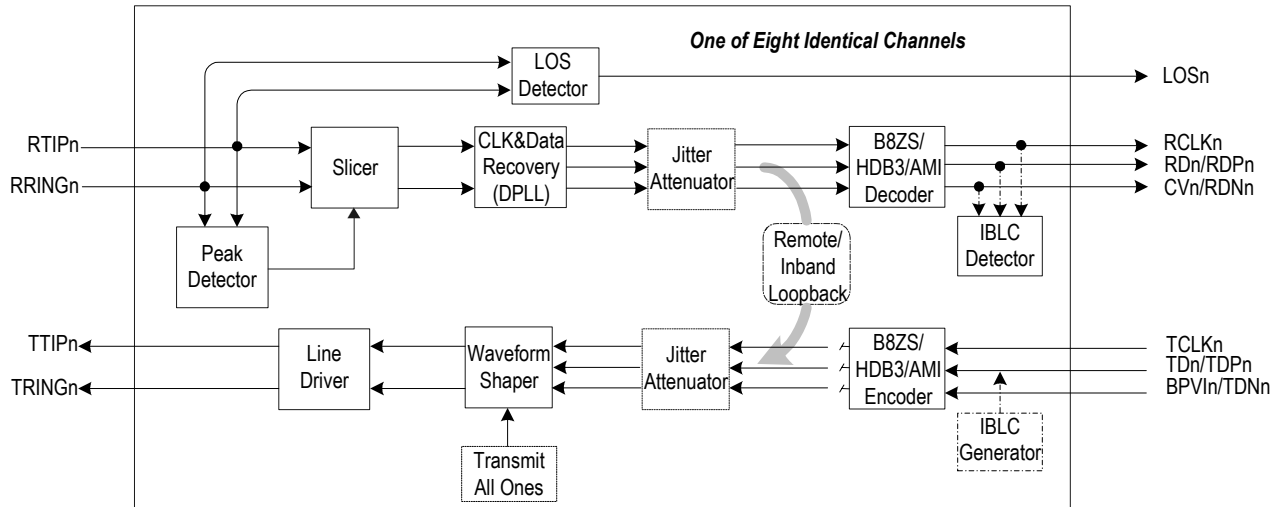 One of Eight Identical Channels
LOS
Detector
LOSn
RTIPn
RRINGn
Slicer
CLK&Data
Recovery
(DPLL)
Jitter
Attenuator
B8ZS/
HDB3/AMI
Decoder
RCLKn
RDn/RDPn
CVn/RDNn
Peak
Detector
Remote/
Inband
Loopback
IBLC
Detector
TTIPn
TRINGn
Line
Driver
Waveform
Shaper
Jitter
Attenuator
B8ZS/
HDB3/AMI
Encoder
TCLKn
TDn/TDPn
BPVIn/TDNn
Transmit
All Ones
IBLC
Generator